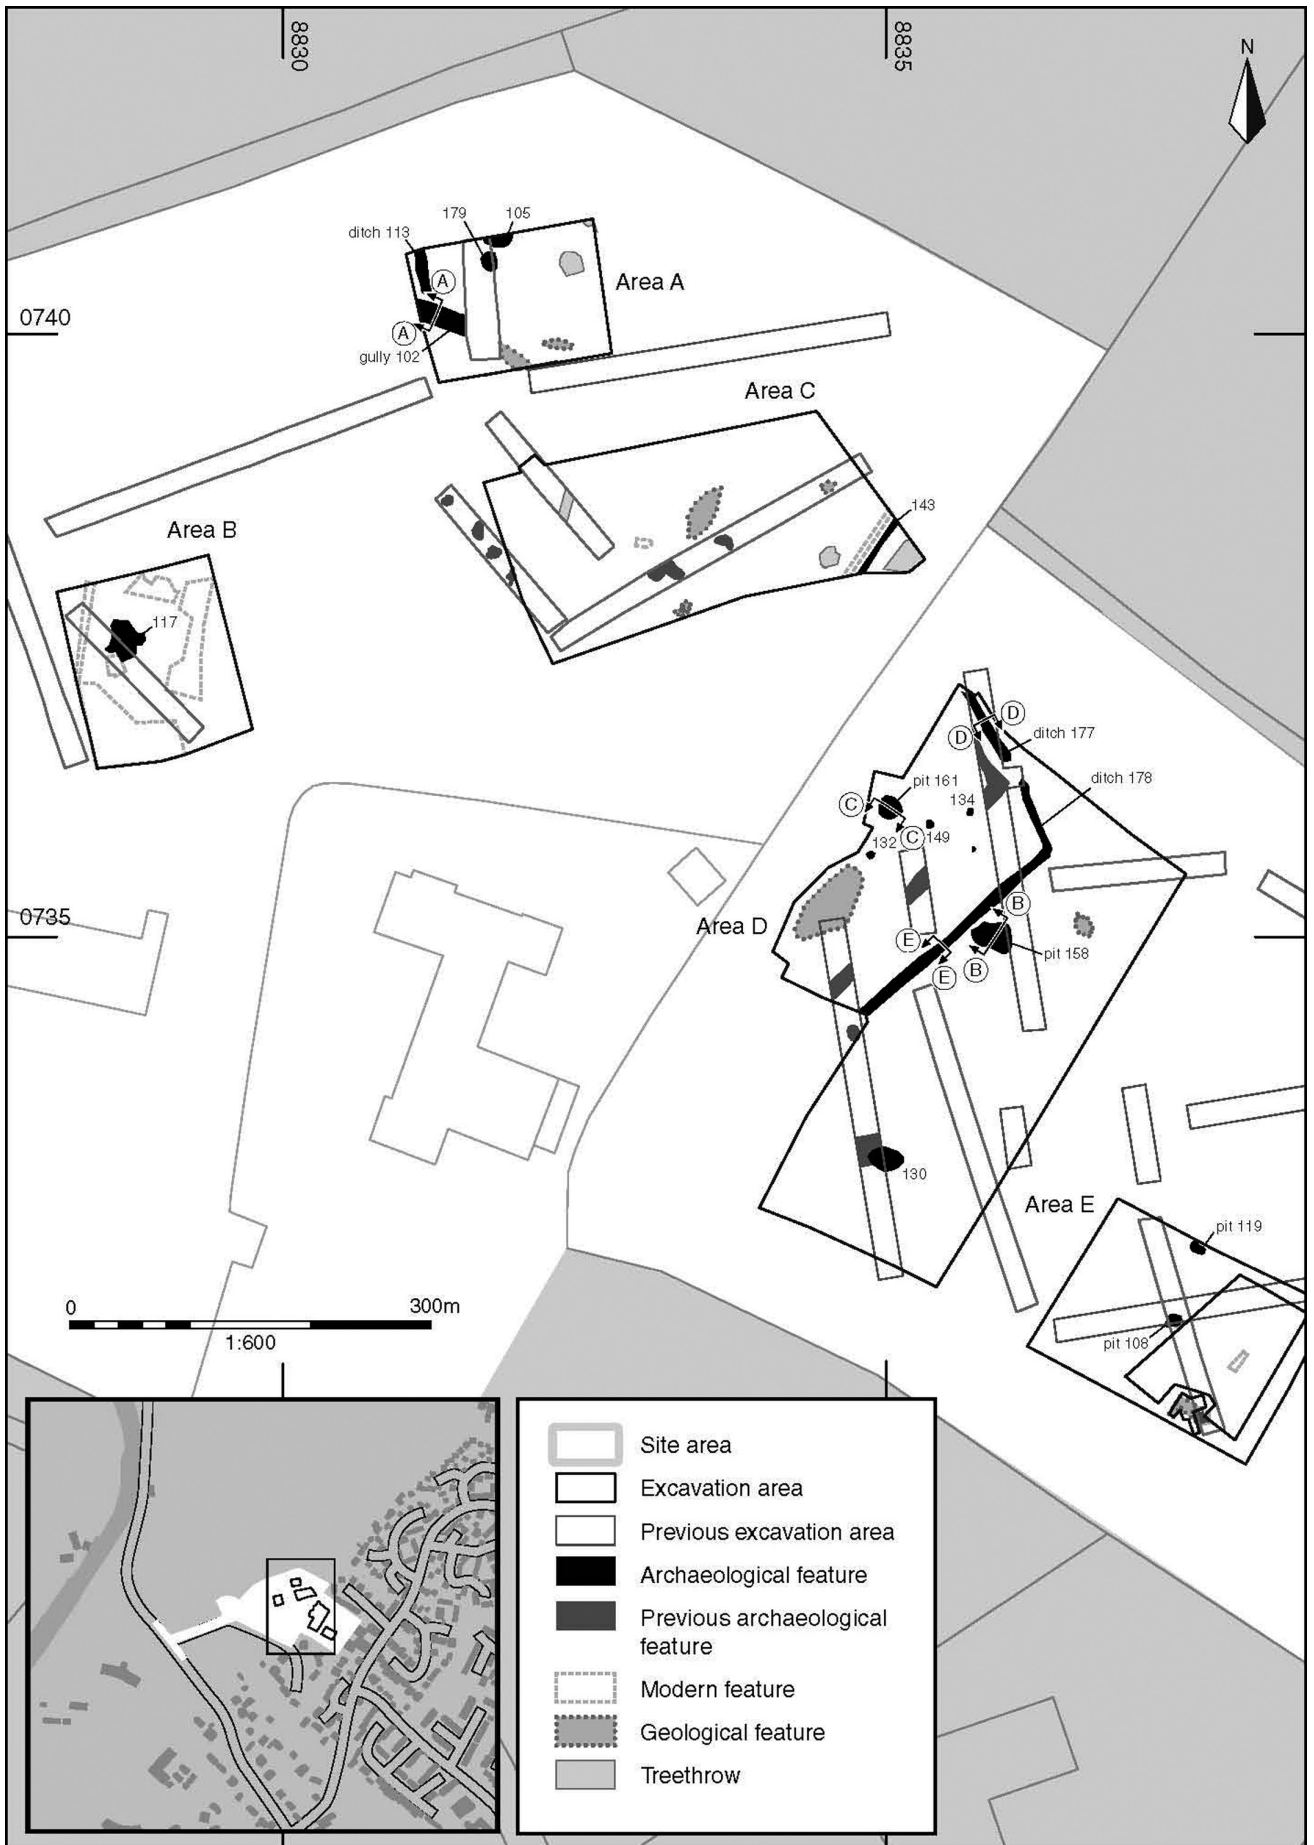 8830
8835
N
179
105
ditch 113
A
Area A
0740
A
gully 102
Area C
Area B
143
117
D
D
ditch 177
pit 161
ditch 178
C
134
C
149
132
B
0735
Area D
E
pit 158
E
B
130
Area E
pit 119
0
300m
1:600
pit 108
Site area
Excavation area
Previous excavation area
Archaeological feature
Previous archaeological
feature
Modern feature
Geological feature
Treethrow